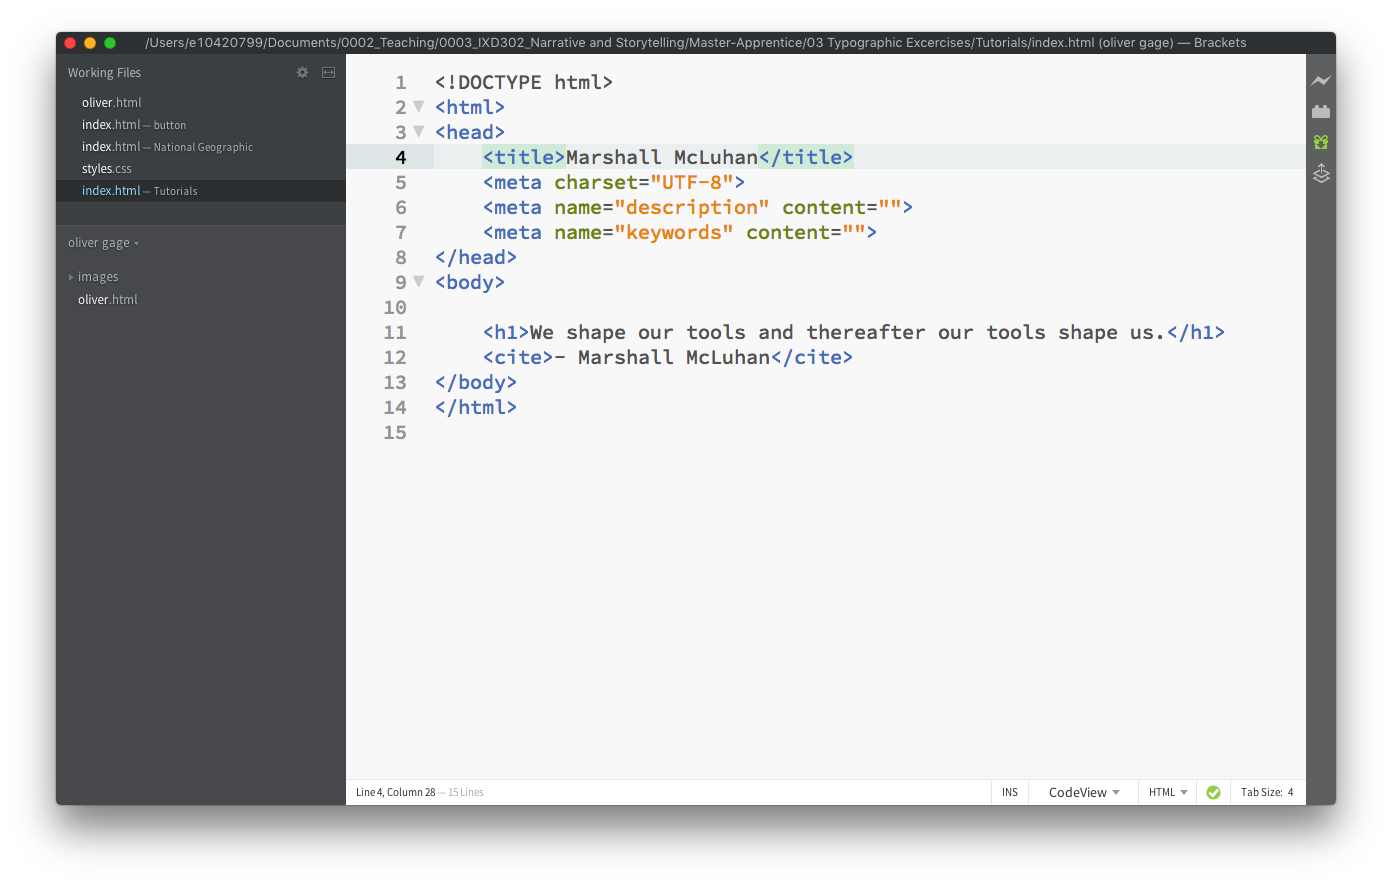 /Users/e10420799/Documents/0002_Teaching/0003_IXD302_Narrative and Storytelling/Master-Apprentice/03 Typographic Excercises/Tutorials/index.html (oliver gage) — Brackets
Working Files
oliver.html
index.html — button
index.html — National Geographic
styles.css
index.html — Tutorials
oliver gage
images
oliver.html
1 <!DOCTYPE html>
2 <html>
3 <head>
4 <title>Marshall McLuhan</title>
5 <meta charset="UTF-8">
6 <meta name="description" content="">
7 <meta name="keywords" content="">
8 </head>
9 <body>
10
11 <h1>We shape our tools and thereafter our tools shape us.</h1>
12 <cite>– Marshall McLuhan</cite>
13 </body>
14 </html>
15
Line 4, Column 28 — 15 Lines INS CodeView HTML Tab Size: 4